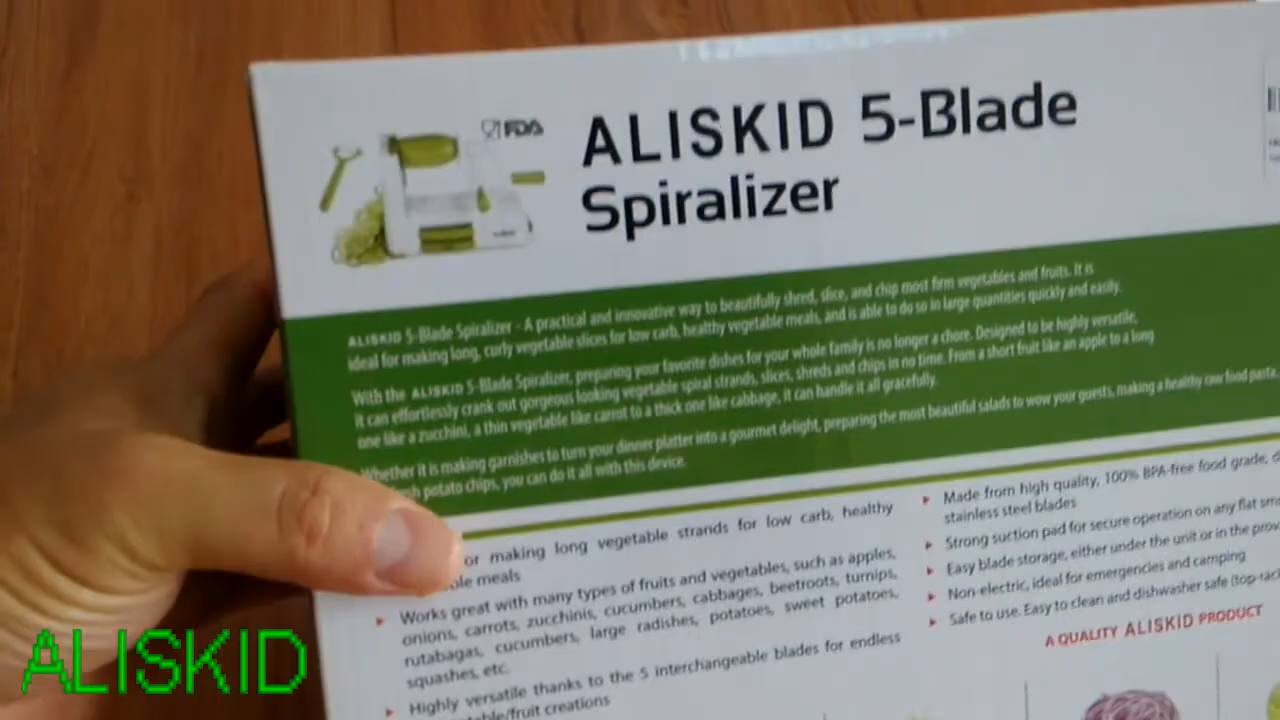 FDA
ALISKID 5-Blade
Spiralizer
ALISKID 5-Blade Spiralizer - A practical and innovative way to beautifully shred, slice, and chip most firm vegetables and fruits. It is
ideal for making long, curly vegetable slices for low carb, healthy vegetable meals, and is able to do so in large quantities quickly and easily.
With the ALISKID 5-Blade Spiralizer, preparing your favorite dishes for your whole family is no longer a chore. Designed to be highly versatile,
it can effortlessly crank out gorgeous looking vegetable spiral strands, slices, shreds and chips in no time. From a short fruit like an apple to a long
one like a zucchini, a thin vegetable like carrot to a thick one like cabbage, it can handle it all gracefully.
Whether it is making garnishes to turn your dinner platter into a gourmet delight, preparing the most beautiful salads to wow your guests, making a healthy raw food pasta,
potato chips, you can do it all with this device.
or making long vegetable strands for low carb, healthy
meals
Works great with many types of fruits and vegetables, such as apples,
onions, carrots, zucchinis, cucumbers, cabbages, beetroots, turnips,
rutabagas, cucumbers, large radishes, potatoes, sweet potatoes,
squashes, etc.
Highly versatile thanks to the 5 interchangeable blades for endless
creations
Made from high quality, 100% BPA-free food grade,
stainless steel blades
Strong suction pad for secure operation on any flat
Easy blade storage, either under the unit or in the
Non-electric, ideal for emergencies and camping
Safe to use. Easy to clean and dishwasher safe
A QUALITY ALISKID PRODUCT
ALISKID